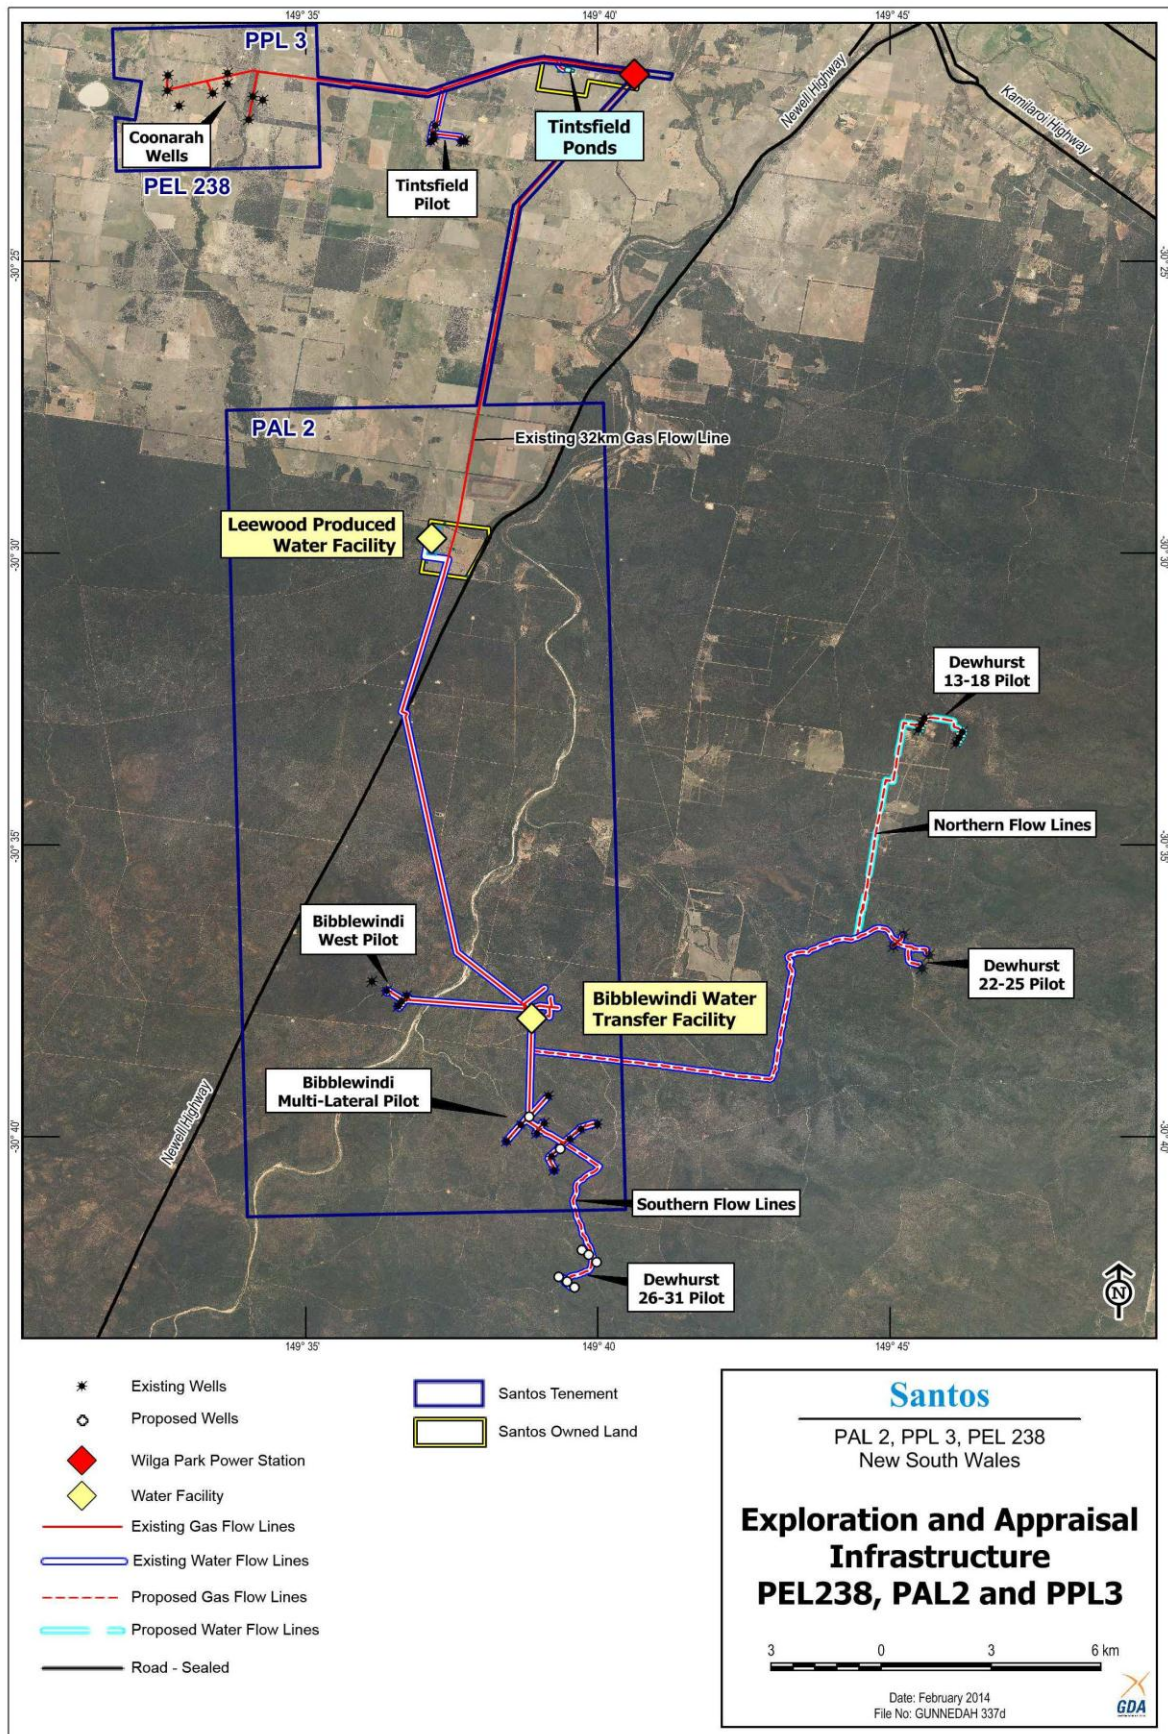 149° 35'
149° 40'
149° 45'
PPL 3
Newell Highway
Kamilaroi Highway
Coonarah
Wells
Tintsfield
Ponds
PEL 238
Tintsfield
Pilot
-30° 25'
-30° 25'
PAL 2
Existing 32km Gas Flow Line
Leewood Produced
Water Facility
-30° 30'
-30° 30'
Dewhurst
13-18 Pilot
Northern Flow Lines
-30° 35'
-30° 35'
Bibblewindi
West Pilot
Dewhurst
22-25 Pilot
Bibblewindi Water
Transfer Facility
Bibblewindi
Multi-Lateral Pilot
Newell Highway
-30° 40'
-30° 40'
Southern Flow Lines
Dewhurst
26-31 Pilot
N
149° 35'
149° 40'
149° 45'
Existing Wells
Proposed Wells
Wilga Park Power Station
Water Facility
Existing Gas Flow Lines
Existing Water Flow Lines
Proposed Gas Flow Lines
Proposed Water Flow Lines
Road - Sealed
Santos Tenement
Santos Owned Land
Santos
PAL 2, PPL 3, PEL 238
New South Wales
Exploration and Appraisal
Infrastructure
PEL238, PAL2 and PPL3
3 0 3 6 km
Date: February 2014
File No: GUNNEDAH 337d
GDA